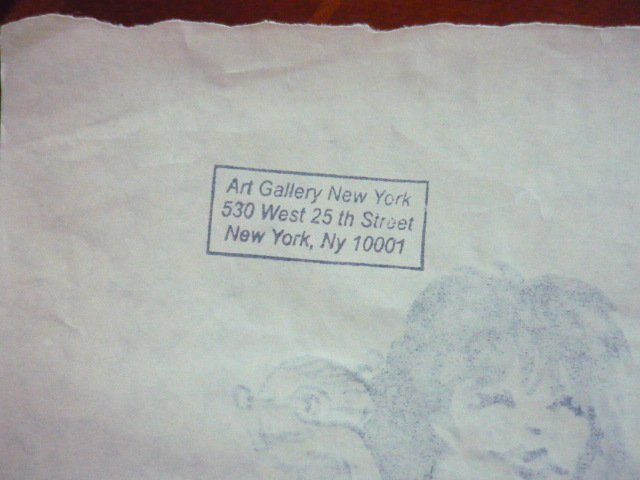 Art Gallery New York
530 West 25 th Street
New York, Ny 10001